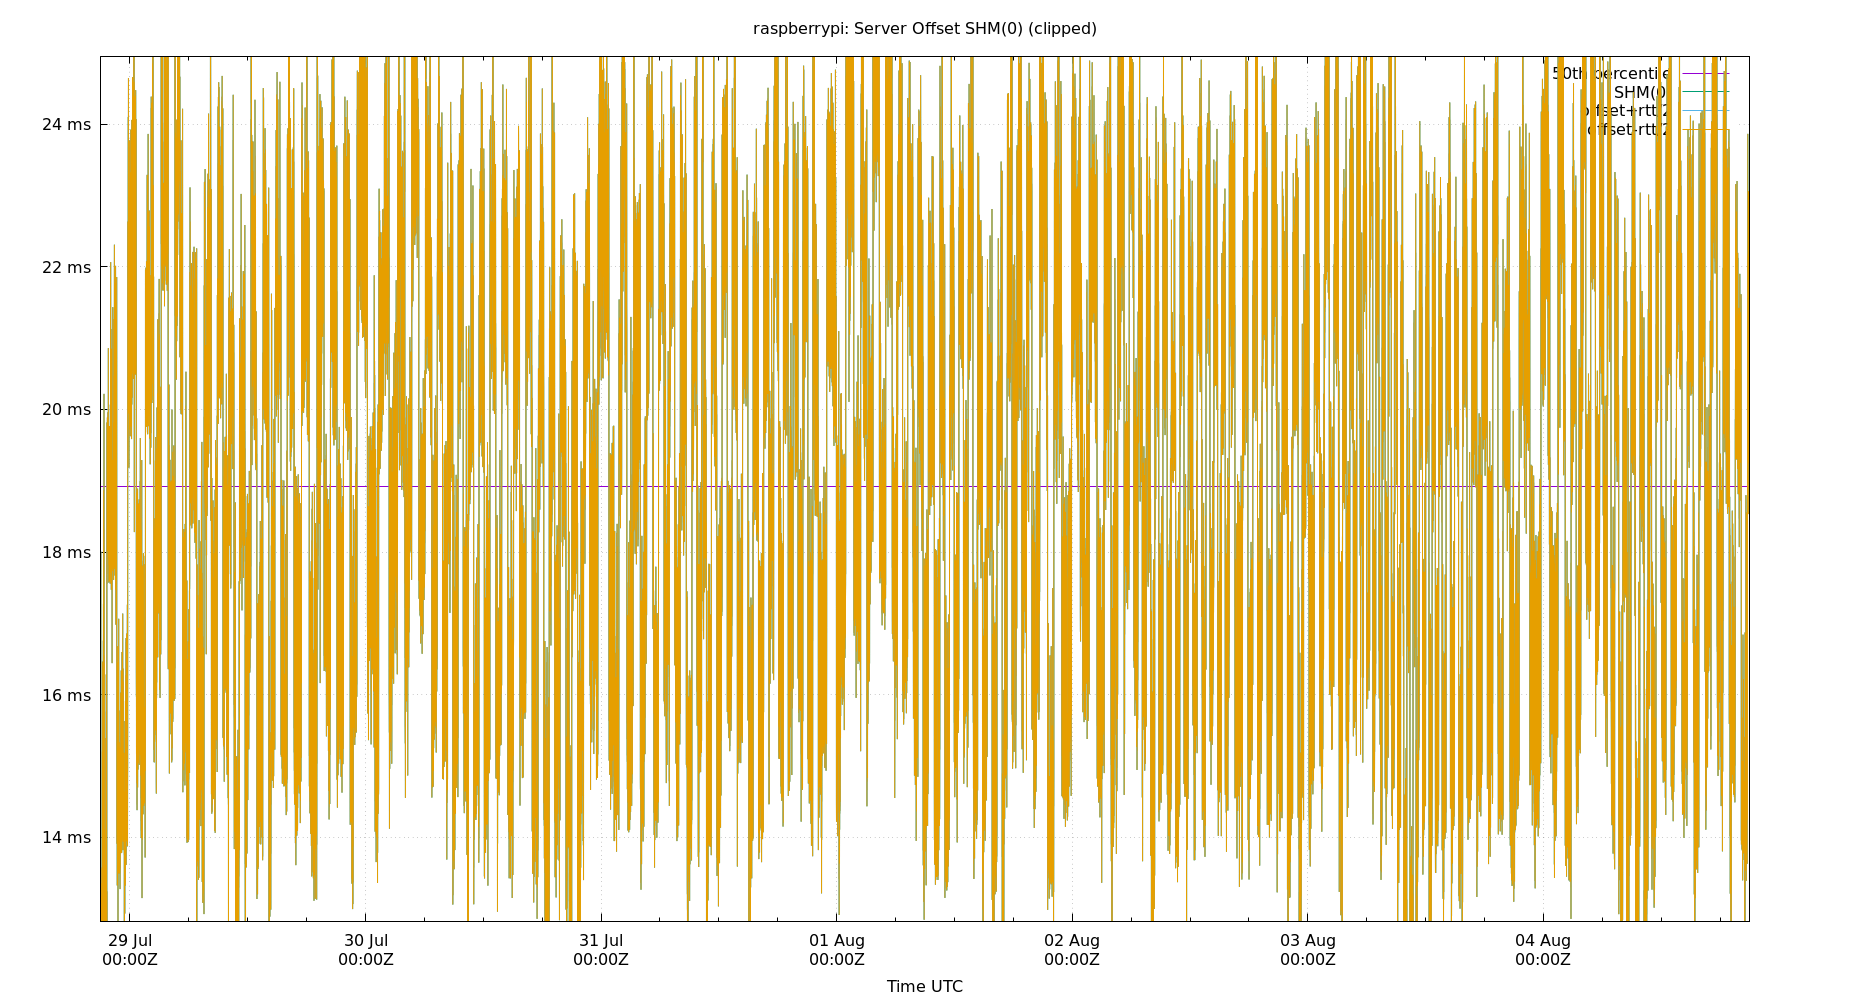 raspberrypi: Server Offset SHM(0) (clipped)
50th percentile
SHM(0)
offset+rtt/2
offset-rtt/2
24 ms
22 ms
20 ms
18 ms
16 ms
14 ms
29 Jul 30 Jul 31 Jul 01 Aug 02 Aug 03 Aug 04 Aug
00:00Z 00:00Z 00:00Z 00:00Z 00:00Z 00:00Z 00:00Z
Time UTC